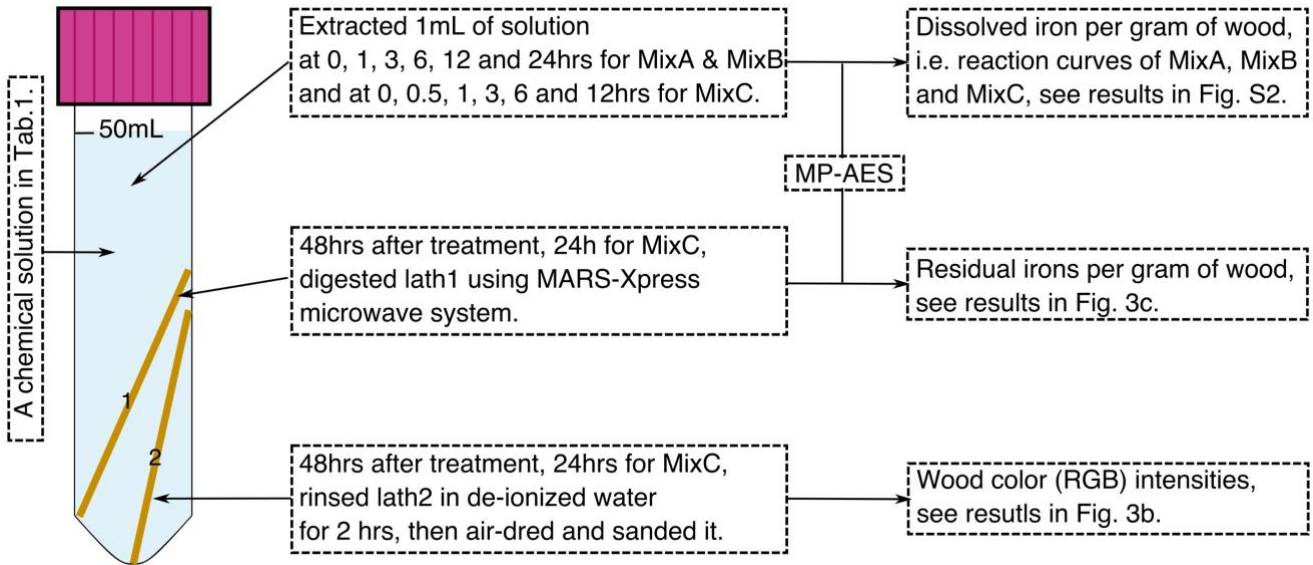 A chemical solution in Tab.1.
50mL
1
2
Extracted 1mL of solution
at 0, 1, 3, 6, 12 and 24hrs for MixA & MixB
and at 0, 0.5, 1, 3, 6 and 12hrs for MixC.
Dissolved iron per gram of wood,
i.e. reaction curves of MixA, MixB
and MixC, see results in Fig. S2.
MP-AES
48hrs after treatment, 24h for MixC,
digested lath1 using MARS-Xpress
microwave system.
Residual irons per gram of wood,
see results in Fig. 3c.
48hrs after treatment, 24hrs for MixC,
rinsed lath2 in de-ionized water
for 2 hrs, then air-dred and sanded it.
Wood color (RGB) intensities,
see resutls in Fig. 3b.